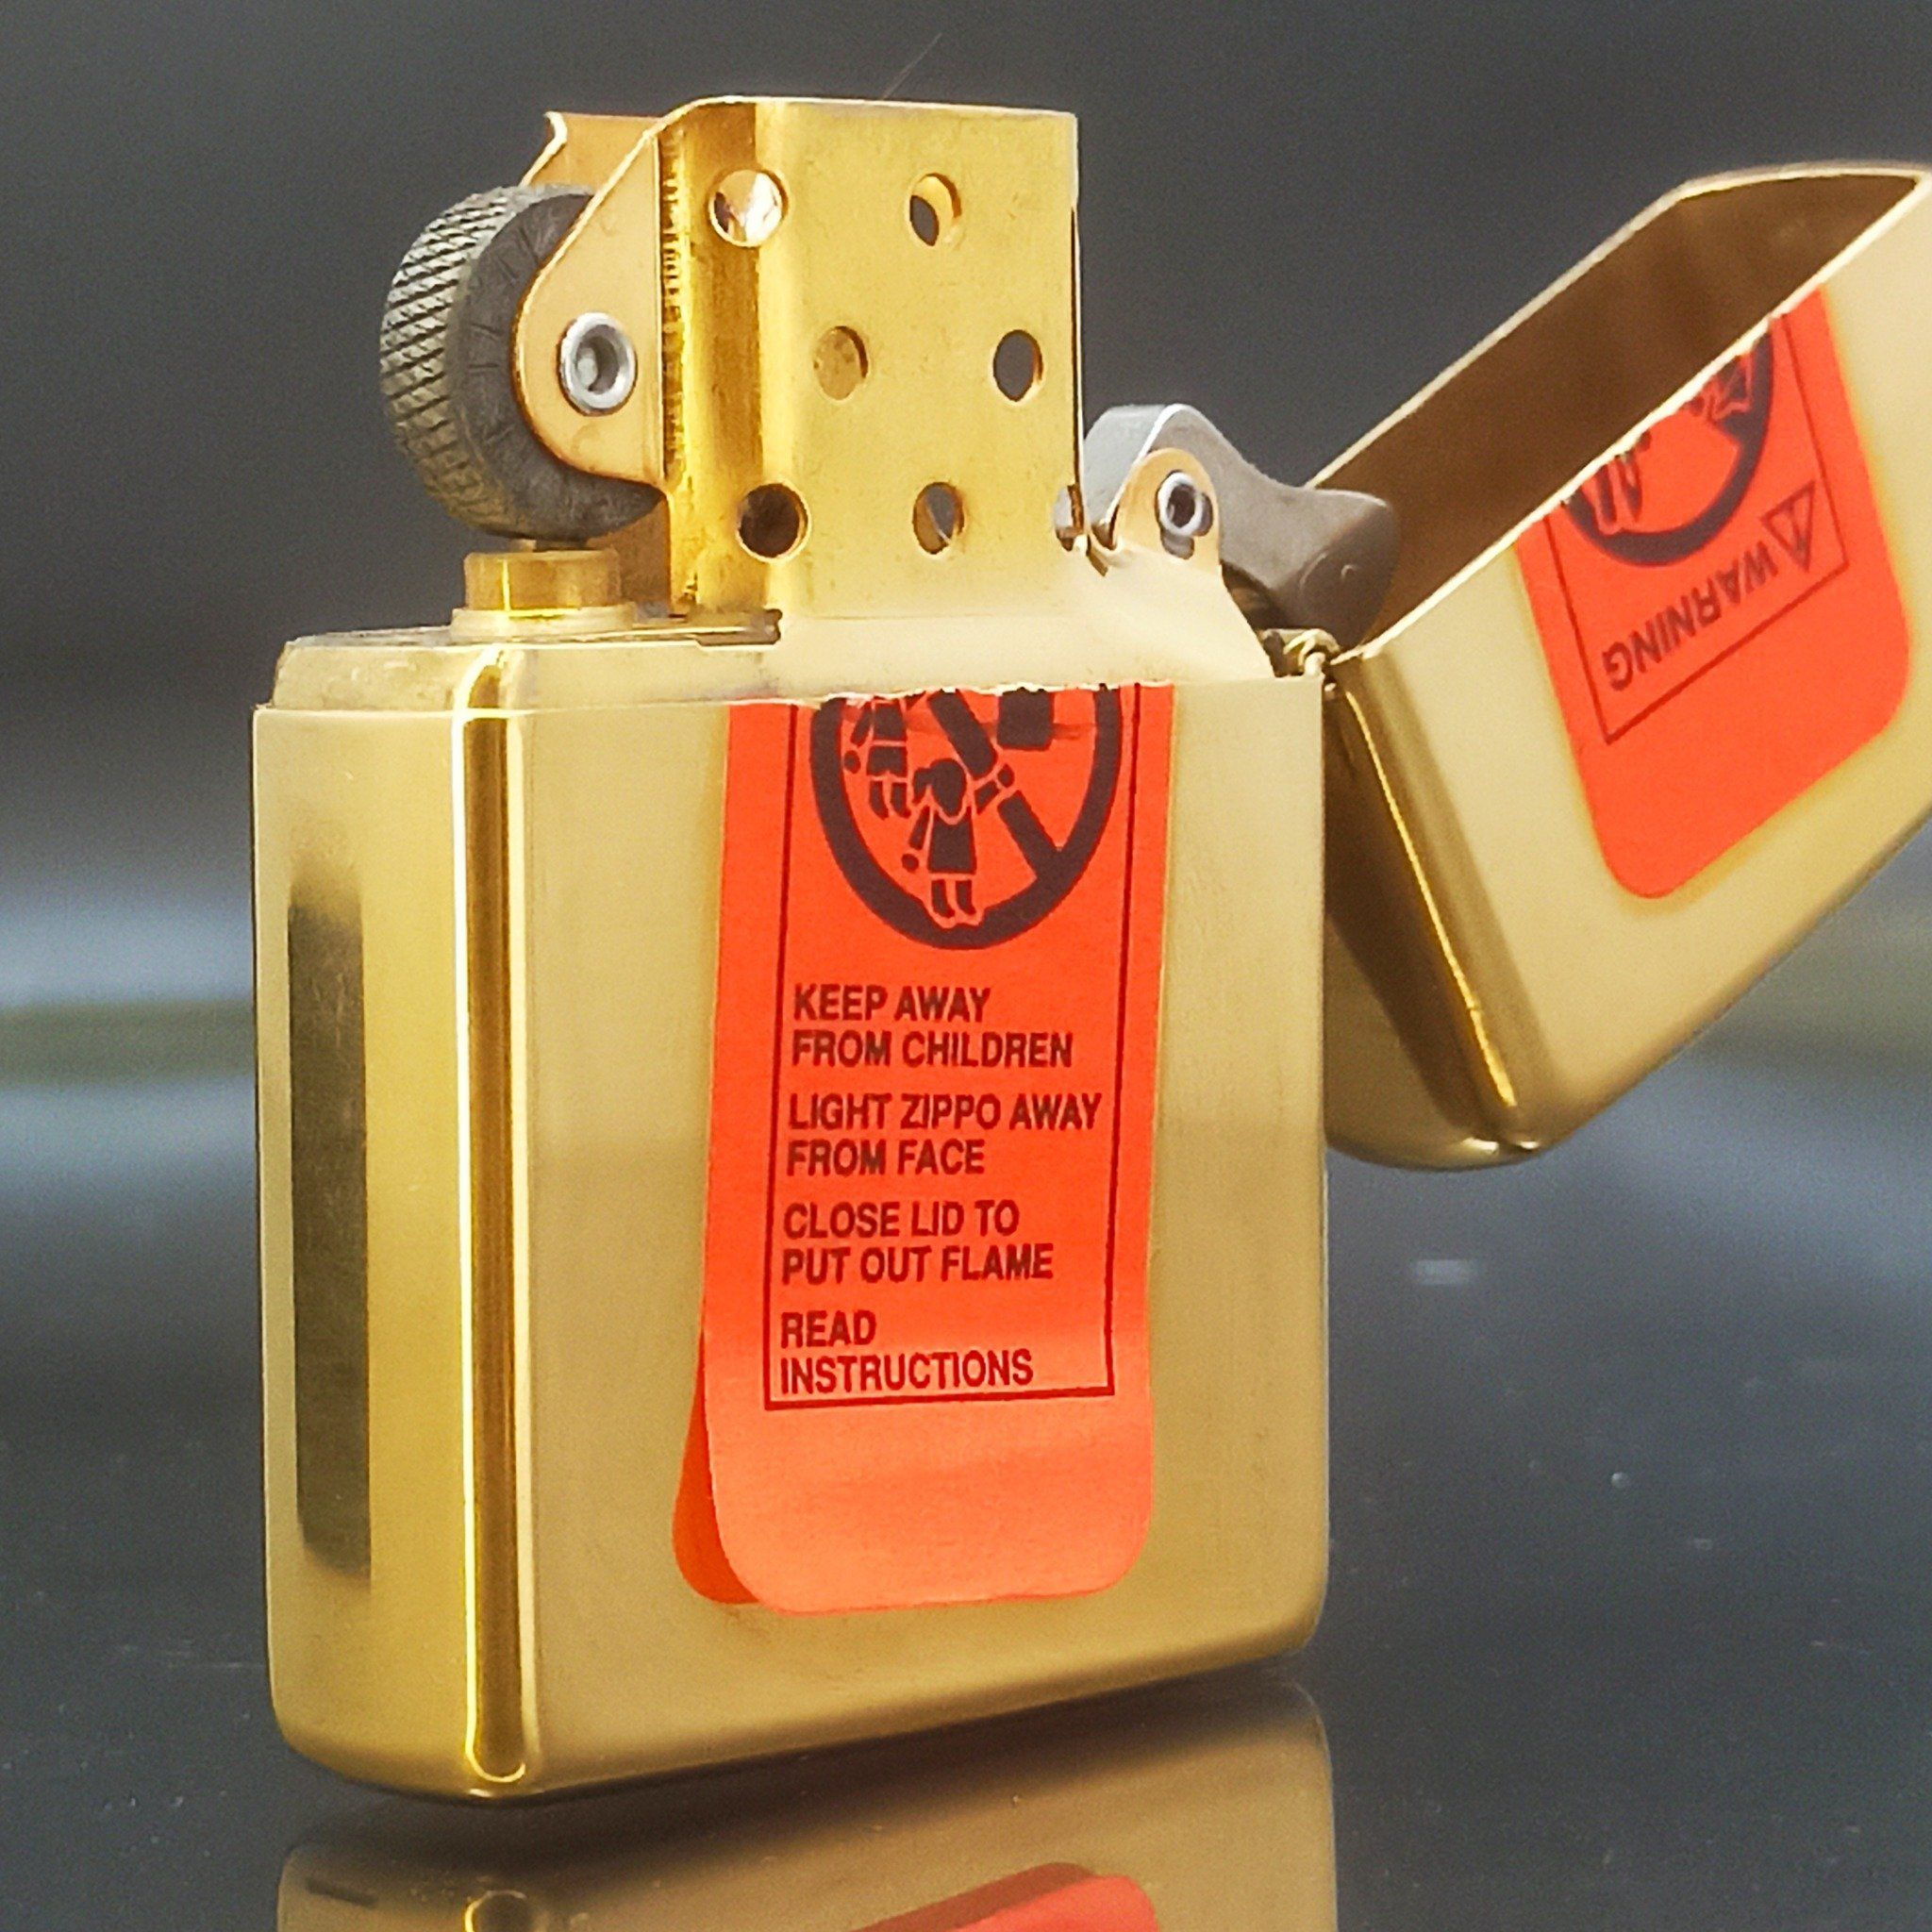 WARNING
KEEP AWAY
FROM CHILDREN
LIGHT ZIPPO AWAY
FROM FACE
CLOSE LID TO
PUT OUT FLAME
READ
INSTRUCTIONS